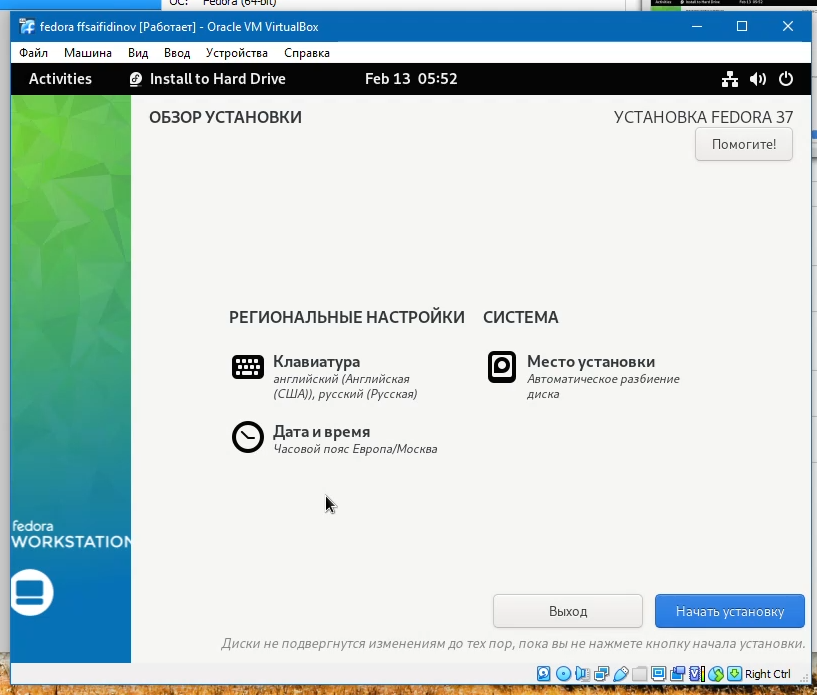 ОС: Fedora (64-bit)
fedora ffsaifidinov [Работает] - Oracle VM VirtualBox
Файл Машина Вид Ввод Устройства Справка
Activities Install to Hard Drive Feb 13 05:52
ОБЗОР УСТАНОВКИ
УСТАНОВКА FEDORA 37
Помогите!
РЕГИОНАЛЬНЫЕ НАСТРОЙКИ
Клавиатура
английский (Английская
(США)), русский (Русская)
Дата и время
Часовой пояс Европа/Москва
СИСТЕМА
Место установки
Автоматическое разбиение
диска
fedora
WORKSTATION
Выход
Начать установку
Диски не подвергнутся изменениям до тех пор, пока вы не нажмете кнопку начала установки.
Right Ctrl